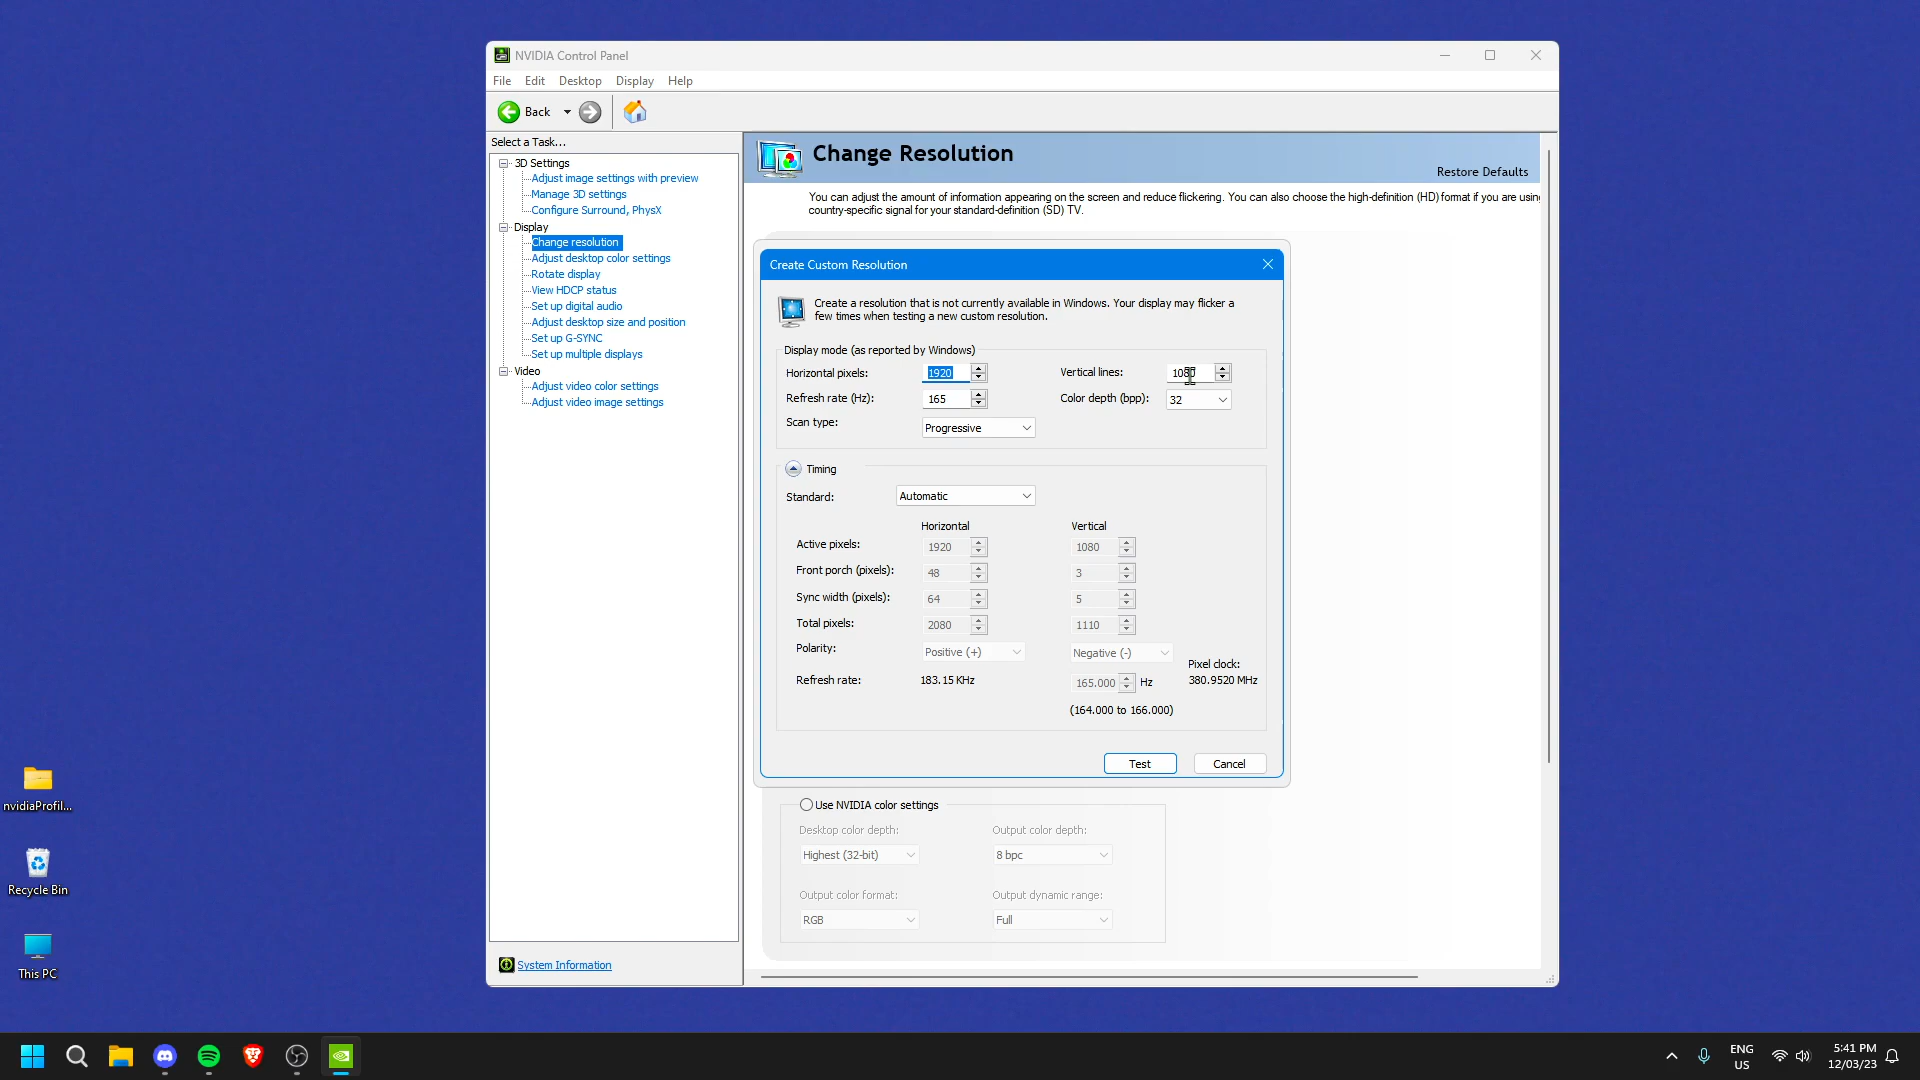 NVIDIA Control Panel
File Edit Desktop Display Help
Back
Select a Task...
3D Settings
Adjust image settings with preview
Manage 3D settings
Configure Surround, PhysX
Display
Change resolution
Adjust desktop color settings
Rotate display
View HDCP status
Set up digital audio
Adjust desktop size and position
Set up G-SYNC
Set up multiple displays
Video
Adjust video color settings
Adjust video image settings
System Information
Change Resolution
Restore Defaults
You can adjust the amount of information appearing on the screen and reduce flickering. You can also choose the high-definition (HD) format if you are using
country-specific signal for your standard-definition (SD) TV.
Create Custom Resolution
Create a resolution that is not currently available in Windows. Your display may flicker a
few times when testing a new custom resolution.
Display mode (as reported by Windows)
Horizontal pixels: 1920 Vertical lines: 1080
Refresh rate (Hz): 165 Color depth (bpp): 32
Scan type: Progressive
Timing
Standard: Automatic
Horizontal Vertical
Active pixels: 1920 1080
Front porch (pixels): 48 3
Sync width (pixels): 64 5
Total pixels: 2080 1110
Polarity: Positive (+) Negative (-)
Pixel clock:
Refresh rate: 183.15 KHz 165.000 Hz 380.9520 MHz
(164.000 to 166.000)
Test Cancel
Use NVIDIA color settings
Desktop color depth: Output color depth:
Highest (32-bit) 8 bpc
Output color format: Output dynamic range:
RGB Full
nvidiaProfil...
Recycle Bin
This PC
ENG
US
5:41 PM
12/03/23